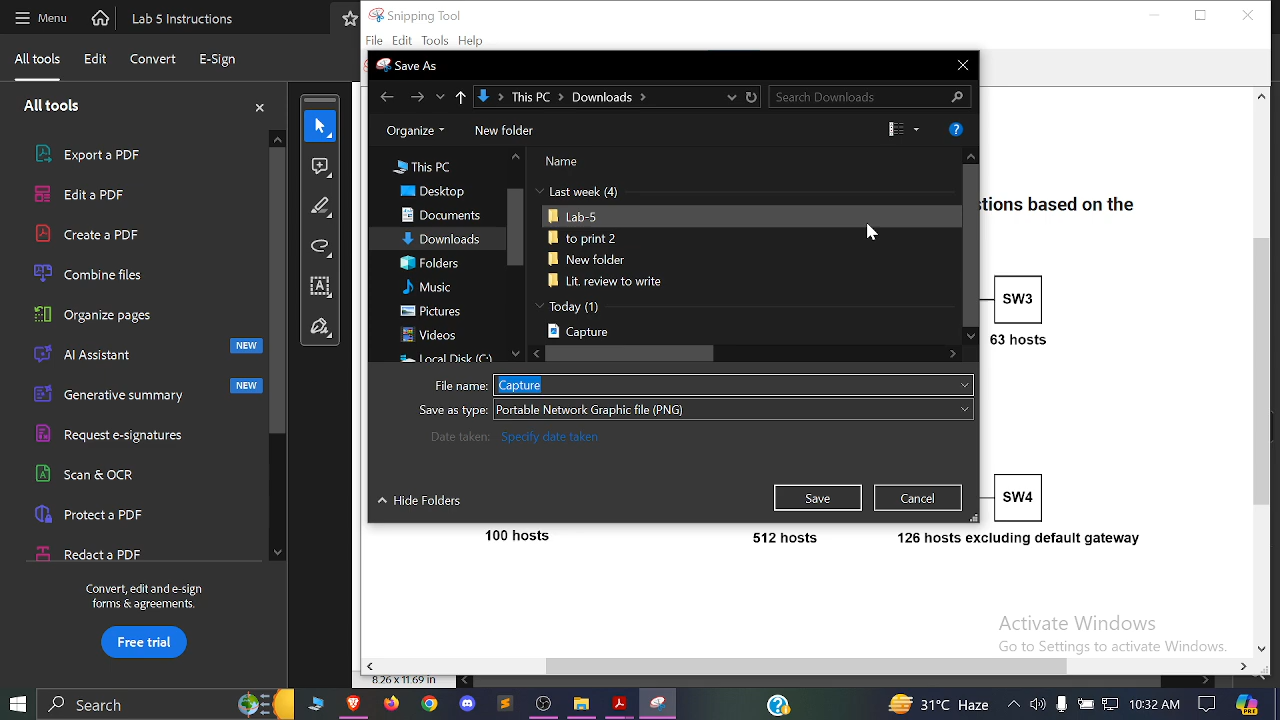 Menu
Lab 5 Instructions
Snipping Tool
File Edit Tools Help
All tools Edit Convert E-Sign
Save As
This PC Downloads
Search Downloads
All tools
Organize
New folder
Export a PDF
Edit a PDF
Create a PDF
Combine files
Organize pages
AI Assistant NEW
Generative summary NEW
Request e-signatures
Scan & OCR
Protect a PDF
Redact a PDF
Convert, edit and e-sign
forms & agreements.
Free trial
This PC
Desktop
Documents
Downloads
Folders
Music
Pictures
Videos
Local Disk (C:)
Name
Last week (4)
Lab-5
to print 2
New folder
Lit. review to write
Today (1)
Capture
File name: Capture
Save as type: Portable Network Graphic file (PNG)
Date taken: Specify date taken
Hide Folders
Save
Cancel
stions based on the
SW3
63 hosts
SW4
100 hosts
512 hosts
126 hosts excluding default gateway
Activate Windows
Go to Settings to activate Windows.
8.26 x 11.69 in
Search
31°C Haze
10:32 AM
PRE